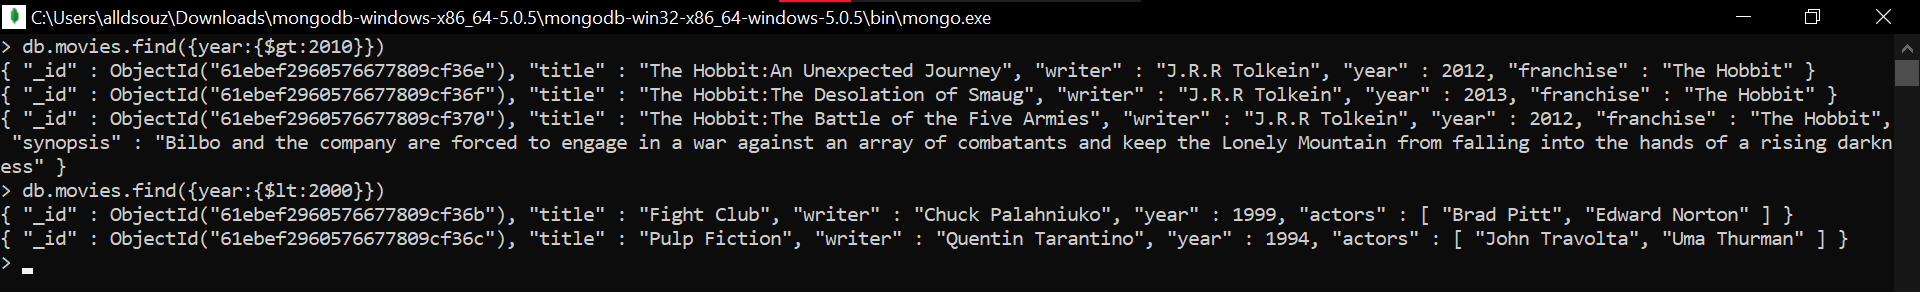 C:\Users\alldsouz\Downloads\mongodb-windows-x86_64-5.0.5\mongodb-win32-x86_64-windows-5.0.5\bin\mongo.exe
> db.movies.find({year:{$gt:2010}})
{ "_id" : ObjectId("61ebef2960576677809cf36e"), "title" : "The Hobbit:An Unexpected Journey", "writer" : "J.R.R Tolkein", "year" : 2012, "franchise" : "The Hobbit" }
{ "_id" : ObjectId("61ebef2960576677809cf36f"), "title" : "The Hobbit:The Desolation of Smaug", "writer" : "J.R.R Tolkein", "year" : 2013, "franchise" : "The Hobbit" }
{ "_id" : ObjectId("61ebef2960576677809cf370"), "title" : "The Hobbit:The Battle of the Five Armies", "writer" : "J.R.R Tolkein", "year" : 2012, "franchise" : "The Hobbit",
"synopsis" : "Bilbo and the company are forced to engage in a war against an array of combatants and keep the Lonely Mountain from falling into the hands of a rising darkn
ess" }
> db.movies.find({year:{$lt:2000}})
{ "_id" : ObjectId("61ebef2960576677809cf36b"), "title" : "Fight Club", "writer" : "Chuck Palahniuko", "year" : 1999, "actors" : [ "Brad Pitt", "Edward Norton" ] }
{ "_id" : ObjectId("61ebef2960576677809cf36c"), "title" : "Pulp Fiction", "writer" : "Quentin Tarantino", "year" : 1994, "actors" : [ "John Travolta", "Uma Thurman" ] }
>